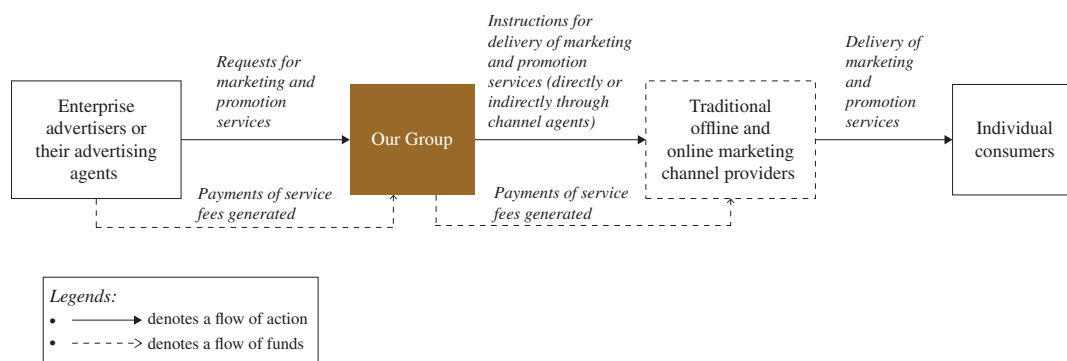 Enterprise
advertisers or
their advertising
agents
Requests for
marketing and
promotion
services
Payments of service
fees generated
Our Group
Instructions for
delivery of marketing
and promotion
services (directly or
indirectly through
channel agents)
Payments of service
fees generated
Traditional
offline and
online marketing
channel providers
Delivery of
marketing
and
promotion
services
Individual
consumers
Legends:
• denotes a flow of action
• denotes a flow of funds